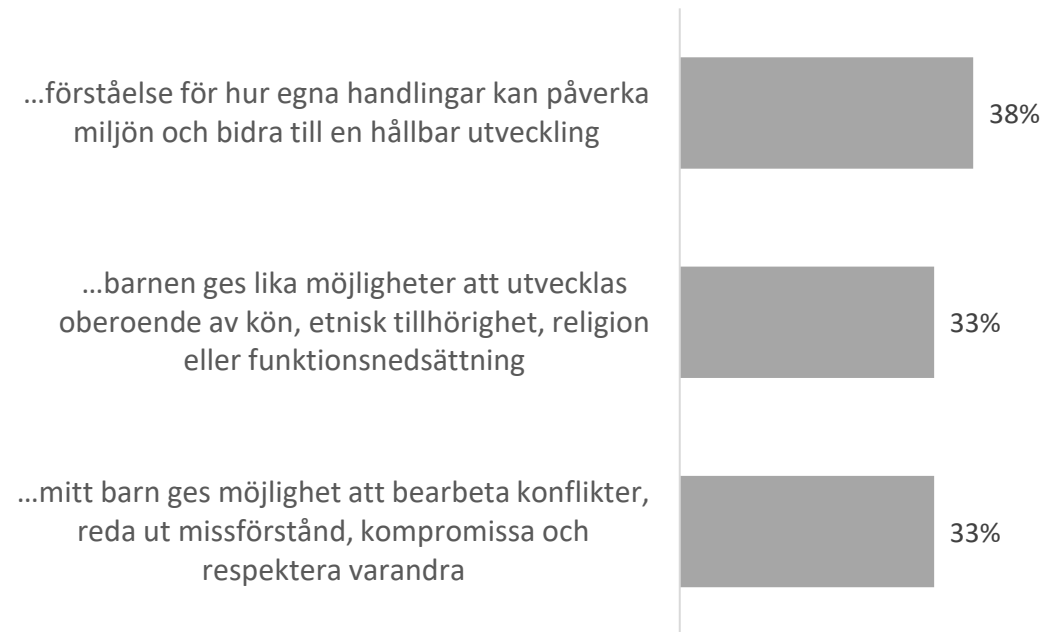 …förståelse för hur egna handlingar kan påverka
miljön och bidra till en hållbar utveckling
38%
…barnen ges lika möjligheter att utvecklas
oberoende av kön, etnisk tillhörighet, religion
eller funktionsnedsättning
33%
…mitt barn ges möjlighet att bearbeta konflikter,
reda ut missförstånd, kompromissa och
respektera varandra
33%